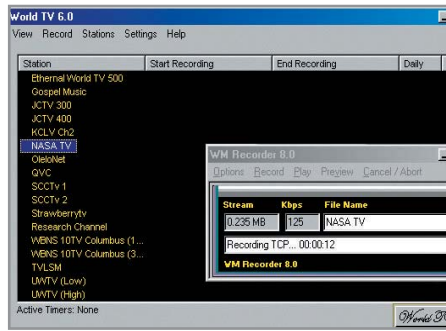 World TV 6.0
View Record Stations Settings Help
Station Start Recording End Recording Daily
Ethernal World TV 500
Gospel Music
JCTV 300
JCTV 400
KCLV Ch2
NASA TV
OleloNet
QVC
SCCTv 1
SCCTv 2
Strawberrytv
Research Channel
WBNS 10TV Columbus (1...
WBNS 10TV Columbus (3...
TVLSM
UWTV (Low)
UWTV (High)
WM Recorder 8.0
Options Record Play Preview Cancel / Abort
Stream Kbps File Name
0.235 MB 125 NASA TV
Recording TCP... 00:00:12
WM Recorder 8.0
Active Timers: None
World